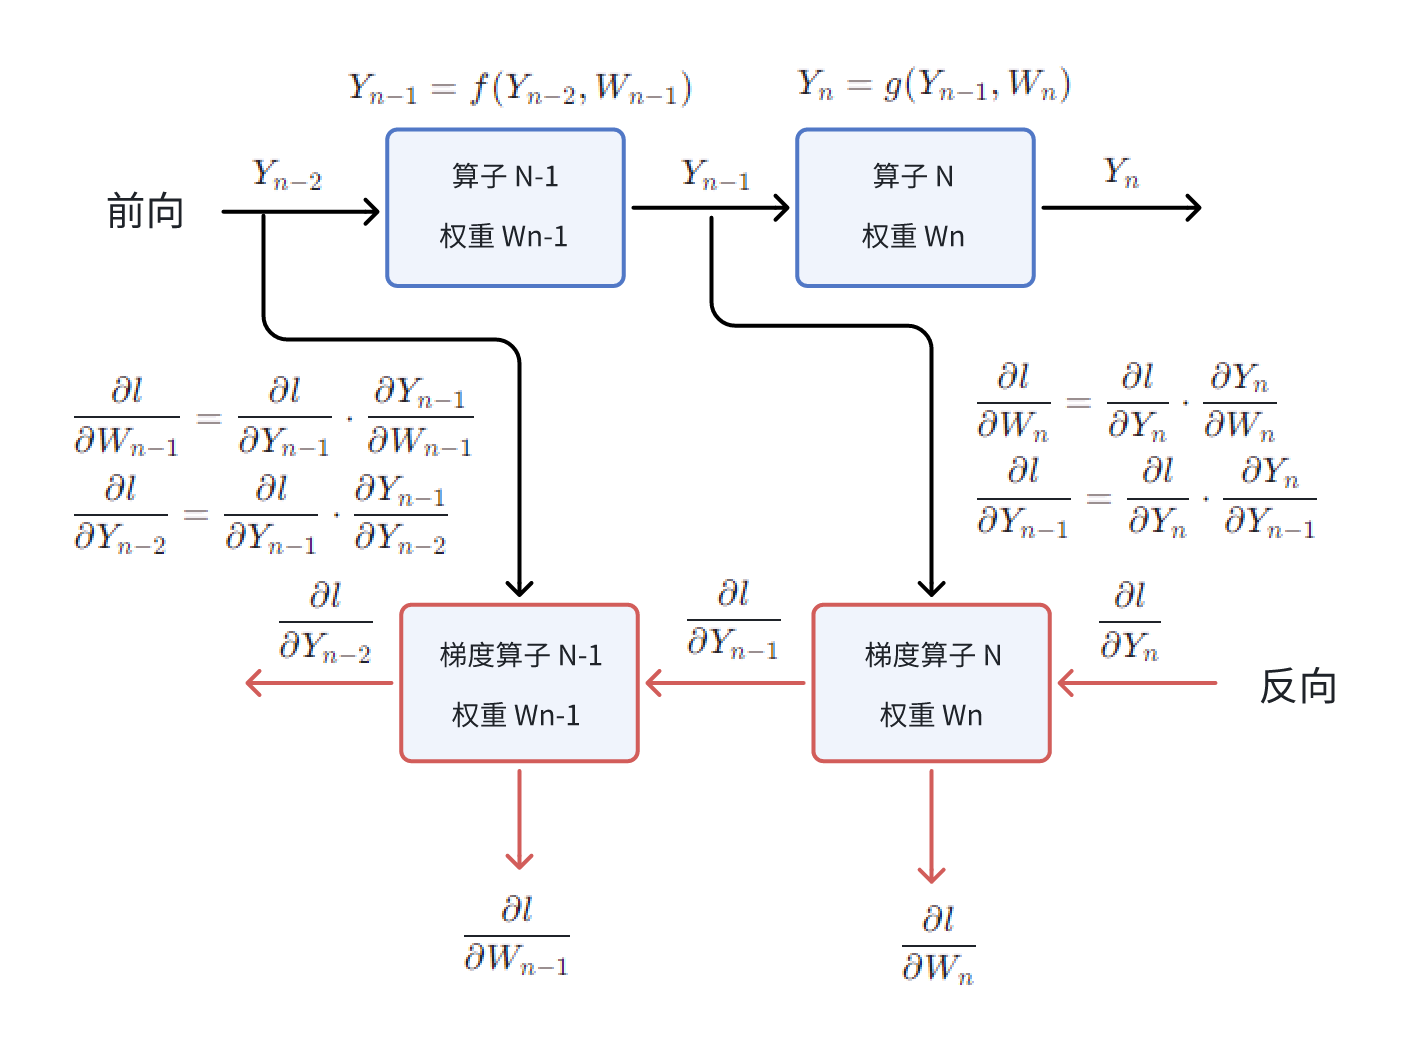 $Y_{n-1} = f(Y_{n-2}, W_{n-1})$
$Y_n = g(Y_{n-1}, W_n)$
前向
$Y_{n-2}$
算子 N-1
权重 Wn-1
$Y_{n-1}$
算子 N
权重 Wn
$Y_n$
$\frac{\partial l}{\partial W_{n-1}} = \frac{\partial l}{\partial Y_{n-1}} \cdot \frac{\partial Y_{n-1}}{\partial W_{n-1}}$
$\frac{\partial l}{\partial Y_{n-2}} = \frac{\partial l}{\partial Y_{n-1}} \cdot \frac{\partial Y_{n-1}}{\partial Y_{n-2}}$
$\frac{\partial l}{\partial W_n} = \frac{\partial l}{\partial Y_n} \cdot \frac{\partial Y_n}{\partial W_n}$
$\frac{\partial l}{\partial Y_{n-1}} = \frac{\partial l}{\partial Y_n} \cdot \frac{\partial Y_n}{\partial Y_{n-1}}$
$\frac{\partial l}{\partial Y_{n-2}}$
梯度算子 N-1
权重 Wn-1
$\frac{\partial l}{\partial Y_{n-1}}$
梯度算子 N
权重 Wn
$\frac{\partial l}{\partial Y_n}$
反向
$\frac{\partial l}{\partial W_{n-1}}$
$\frac{\partial l}{\partial W_n}$